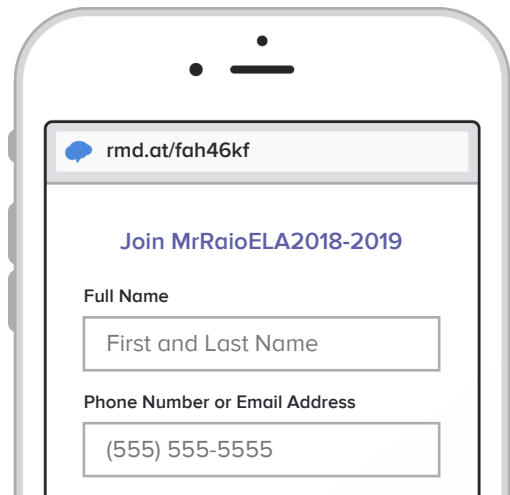 rmd.at/fah46kf
Join MrRaioELA2018-2019
Full Name
First and Last Name
Phone Number or Email Address
(555) 555-5555